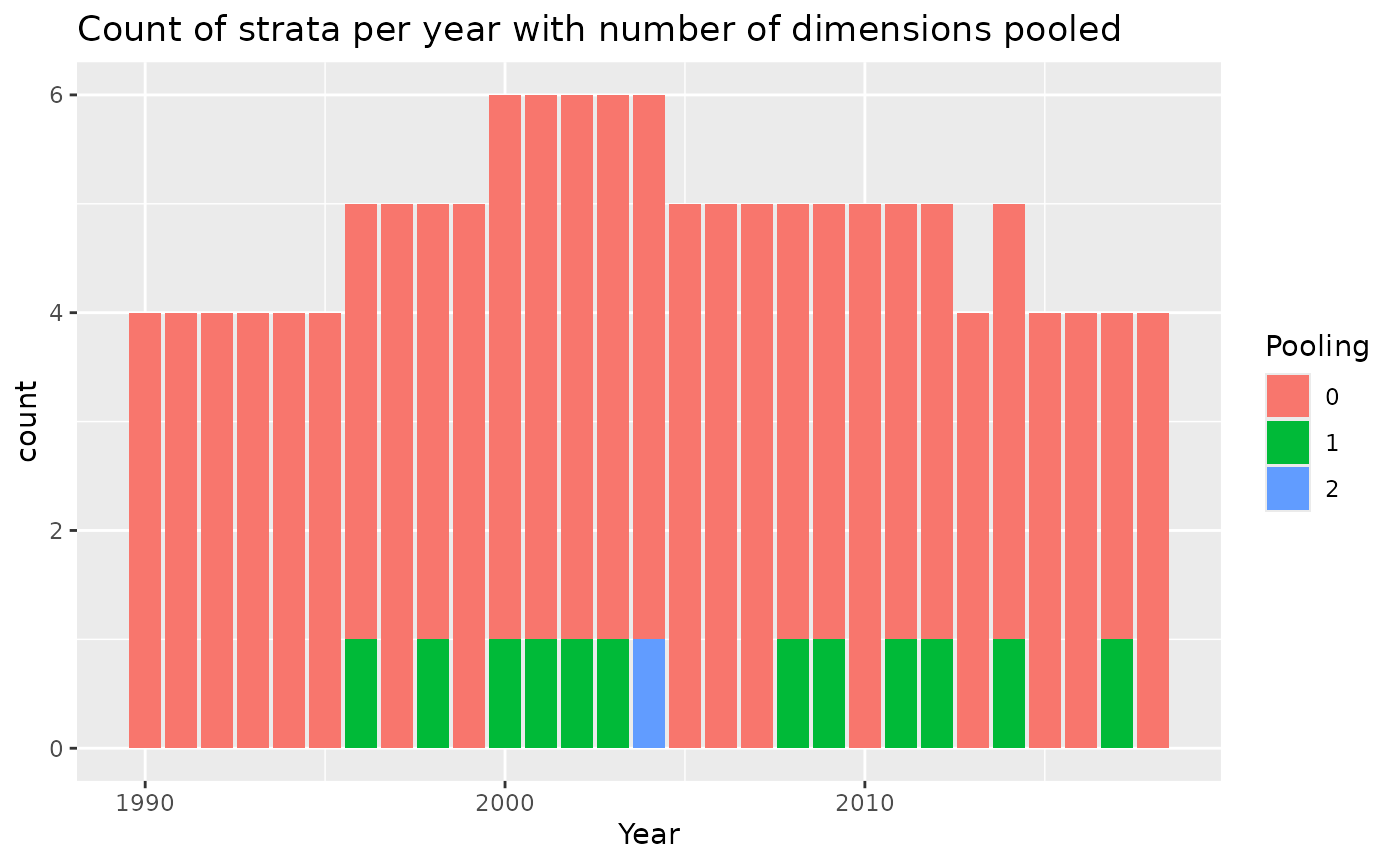 Count of strata per year with number of dimensions pooled
6
4
2
0
count
1990 2000 2010
Year
Pooling
0
1
2